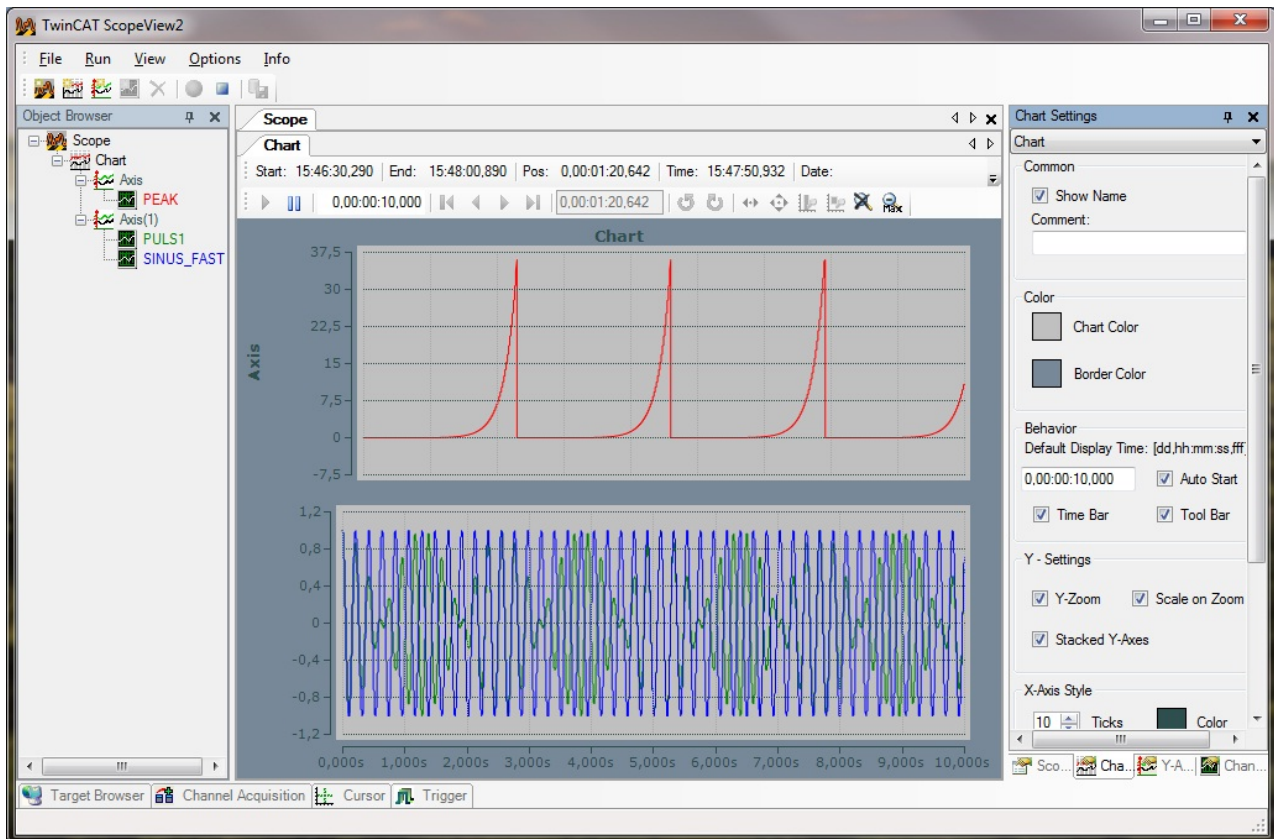 TwinCAT ScopeView2
File Run View Options Info
Object Browser
Scope
Chart
Axis
PEAK
Axis(1)
PULS1
SINUS_FAST
Scope
Chart
Start: 15:46:30,290 End: 15:48:00,890 Pos: 0,00:01:20,642 Time: 15:47:50,932 Date:
0,00:00:10,000 0,00:01:20,642 Max
Chart
37,5
30
22,5
15
7,5
0
-7,5
Axis
1,2
0,8
0,4
0
-0,4
-0,8
-1,2
0,000s 1,000s 2,000s 3,000s 4,000s 5,000s 6,000s 7,000s 8,000s 9,000s 10,000s
Chart Settings
Chart
Common
Show Name
Comment:
Color
Chart Color
Border Color
Behavior
Default Display Time: [dd,hh:mm:ss,fff
0,00:00:10,000 Auto Start
Time Bar Tool Bar
Y - Settings
Y-Zoom Scale on Zoom
Stacked Y-Axes
X-Axis Style
10 Ticks Color
Sco... Cha... Y-A... Chan...
Target Browser Channel Acquisition Cursor Trigger